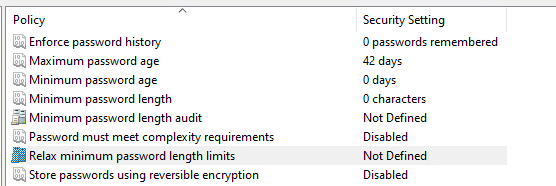 Policy Security Setting
Enforce password history 0 passwords remembered
Maximum password age 42 days
Minimum password age 0 days
Minimum password length 0 characters
Minimum password length audit Not Defined
Password must meet complexity requirements Disabled
Relax minimum password length limits Not Defined
Store passwords using reversible encryption Disabled